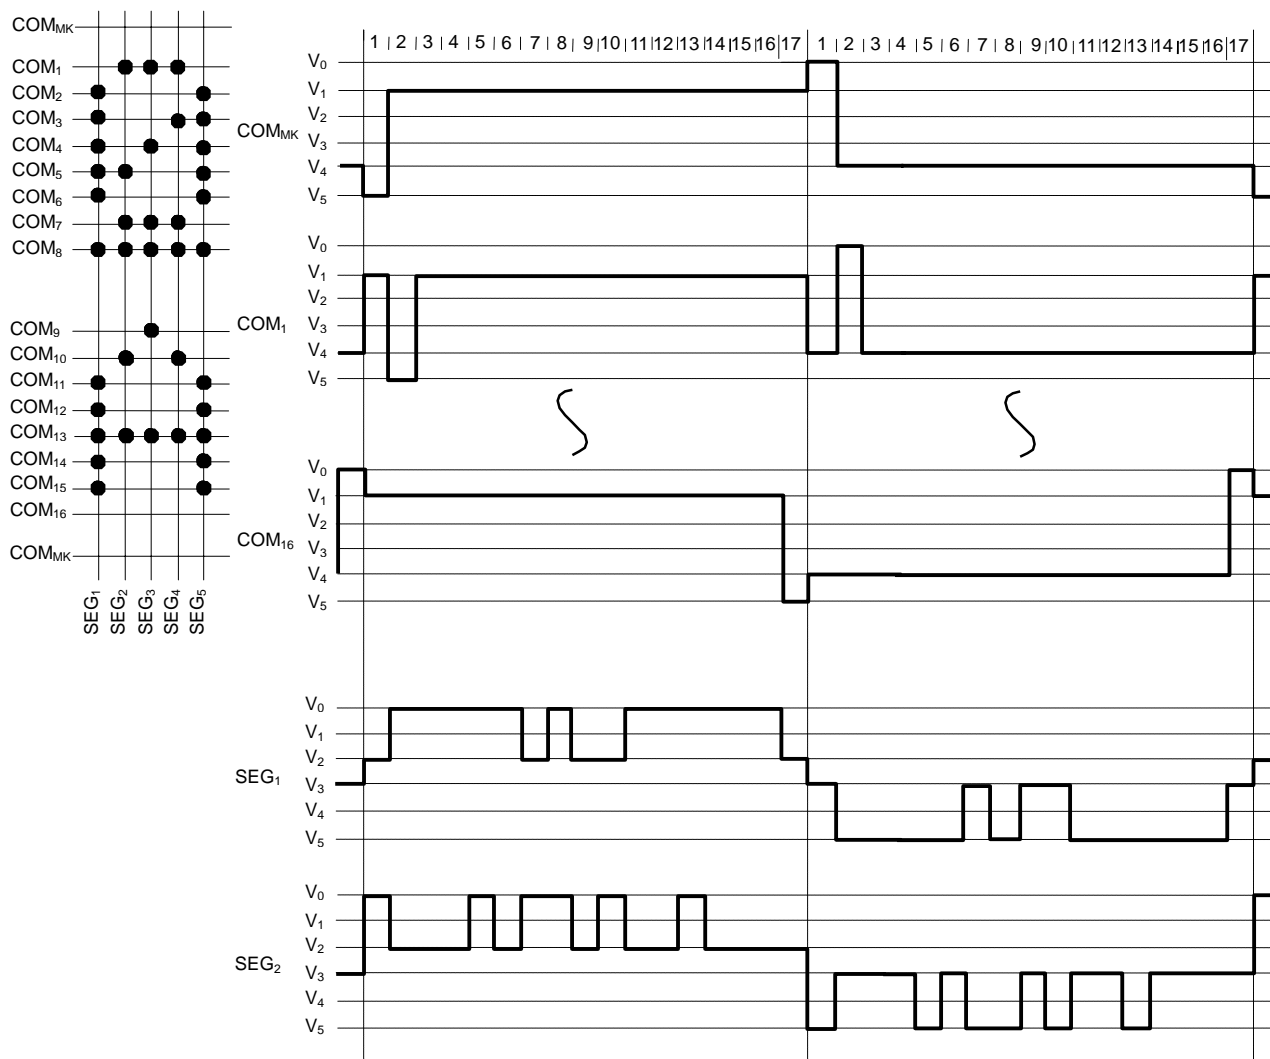 COMMK
COM1
COM2
COM3
COM4
COM5
COM6
COM7
COM8
COM9
COM10
COM11
COM12
COM13
COM14
COM15
COM16
COMMK
SEG1
SEG2
SEG3
SEG4
SEG5
1 2 3 4 5 6 7 8 9 10 11 12 13 14 15 16 17 1 2 3 4 5 6 7 8 9 10 11 12 13 14 15 16 17
COMMK
V0
V1
V2
V3
V4
V5
COM1
V0
V1
V2
V3
V4
V5
COM16
V0
V1
V2
V3
V4
V5
SEG1
V0
V1
V2
V3
V4
V5
SEG2
V0
V1
V2
V3
V4
V5